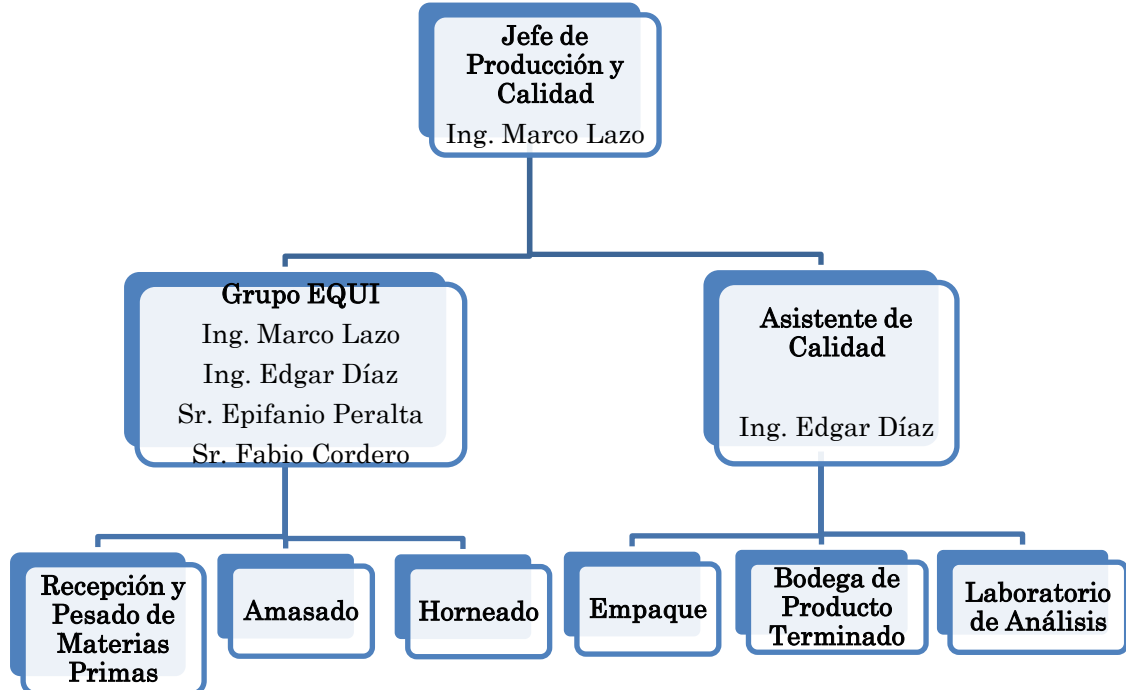 Jefe de
Producción y
Calidad
Ing. Marco Lazo
Grupo EQUI
Ing. Marco Lazo
Ing. Edgar Díaz
Sr. Epifanio Peralta
Sr. Fabio Cordero
Asistente de
Calidad
Ing. Edgar Díaz
Recepción y
Pesado de
Materias
Primas
Amasado
Horneado
Empaque
Bodega de
Producto
Terminado
Laboratorio
de Análisis